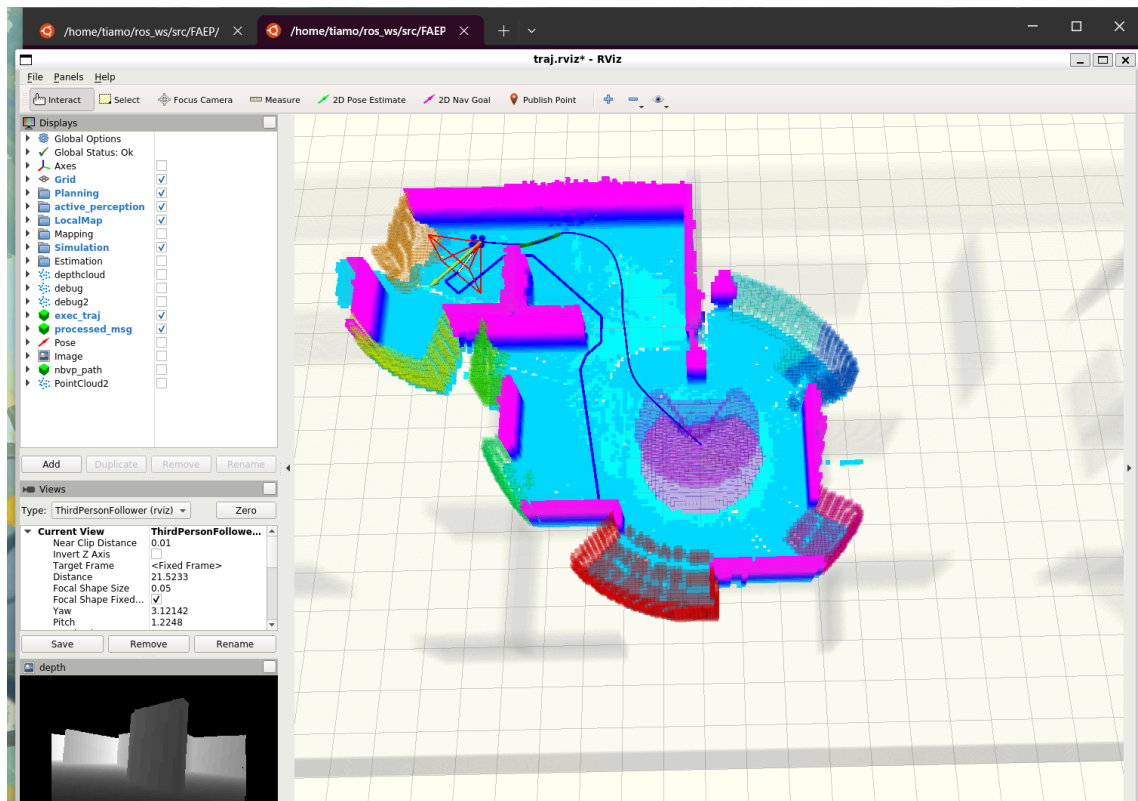 /home/tiamo/ros_ws/src/FAEP/
/home/tiamo/ros_ws/src/FAEP
traj.rviz* - RViz
File Panels Help
Interact Select Focus Camera Measure 2D Pose Estimate 2D Nav Goal Publish Point
Displays
Global Options
Global Status: Ok
Axes
Grid
Planning
active_perception
LocalMap
Mapping
Simulation
Estimation
depthcloud
debug
debug2
exec_traj
processed_msg
Pose
Image
nbvp_path
PointCloud2
Add Duplicate Remove Rename
Views
Type: ThirdPersonFollower (rviz) Zero
Current View ThirdPersonFollowe...
Near Clip Distance 0.01
Invert Z Axis
Target Frame <Fixed Frame>
Distance 21.5233
Focal Shape Size 0.05
Focal Shape Fixed...
Yaw 3.12142
Pitch 1.2248
Save Remove Rename
depth